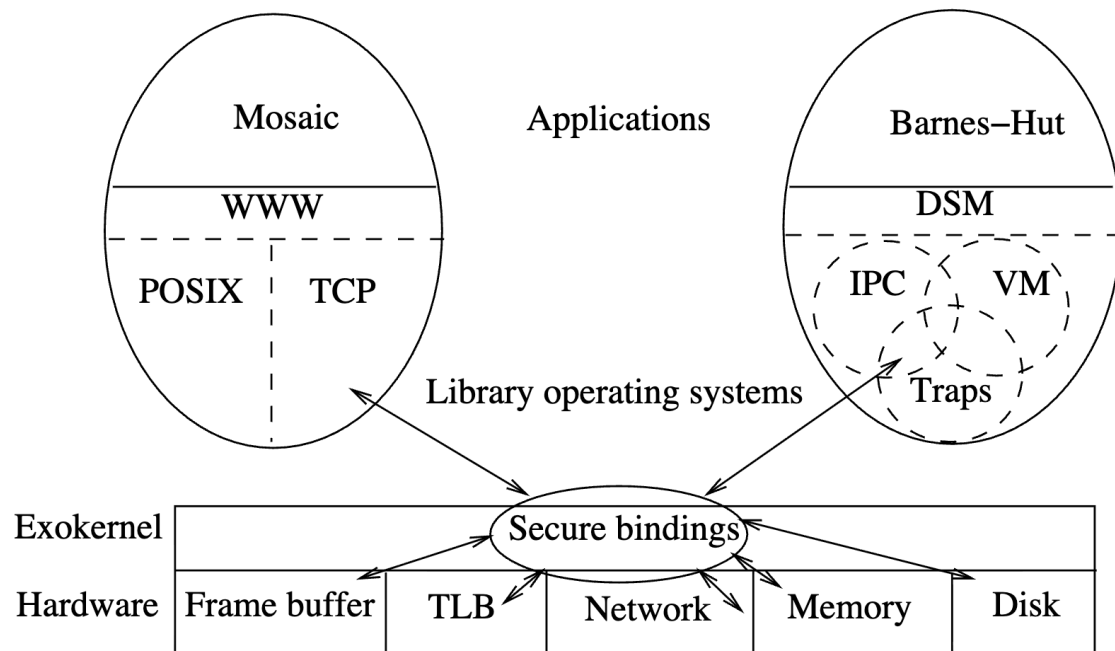 Mosaic
Applications
Barnes–Hut
WWW
DSM
POSIX
TCP
IPC
VM
Library operating systems
Traps
Exokernel
Secure bindings
Hardware
Frame buffer
TLB
Network
Memory
Disk